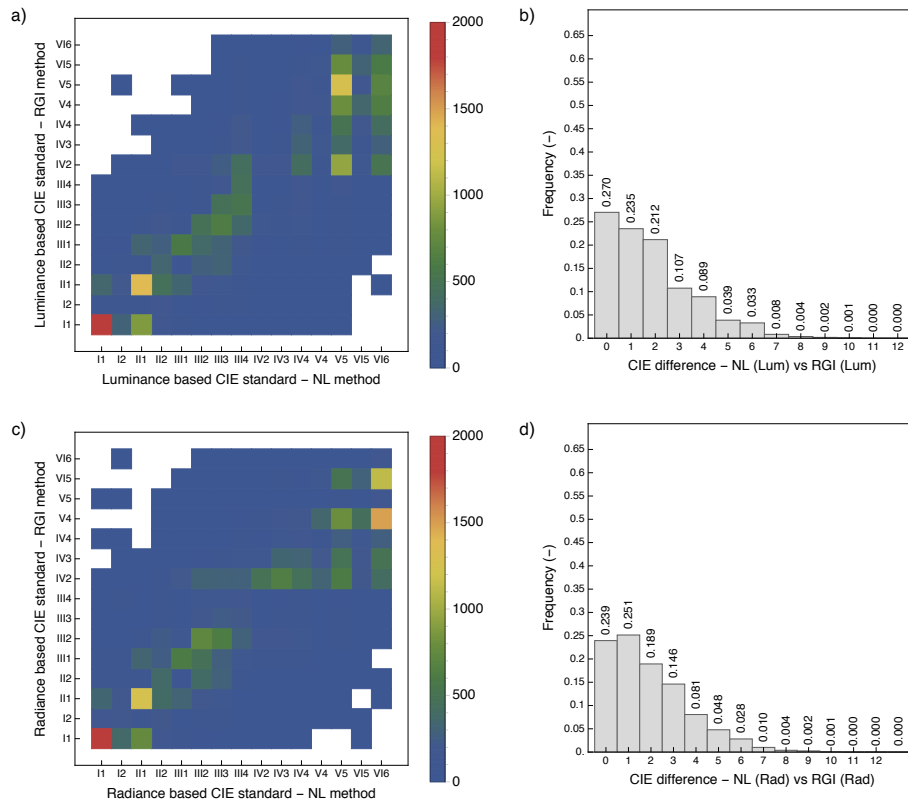 a)
Luminance based CIE standard – RGI method
VI6
VI5
V5
V4
IV4
IV3
IV2
III4
III3
III2
III1
II2
II1
I2
I1
I1 I2 II1 II2 III1 III2 III3 III4 IV2 IV3 IV4 V4 V5 VI5 VI6
Luminance based CIE standard – NL method
2000
1500
1000
500
0
b)
Frequency (–)
0.65
0.6
0.55
0.5
0.45
0.4
0.35
0.3
0.25
0.2
0.15
0.1
0.05
0.
0.270 0.235 0.212 0.107 0.089 0.039 0.033 0.008 0.004 0.002 0.001 0.000 0.000
0 1 2 3 4 5 6 7 8 9 10 11 12
CIE difference – NL (Lum) vs RGI (Lum)
c)
Radiance based CIE standard – RGI method
VI6
VI5
V5
V4
IV4
IV3
IV2
III4
III3
III2
III1
II2
II1
I2
I1
I1 I2 II1 II2 III1 III2 III3 III4 IV2 IV3 IV4 V4 V5 VI5 VI6
Radiance based CIE standard – NL method
2000
1500
1000
500
0
d)
Frequency (–)
0.65
0.6
0.55
0.5
0.45
0.4
0.35
0.3
0.25
0.2
0.15
0.1
0.05
0.
0.239 0.251 0.189 0.146 0.081 0.048 0.028 0.010 0.004 0.002 0.001 0.000 0.000 0.000
0 1 2 3 4 5 6 7 8 9 10 11 12 13
CIE difference – NL (Rad) vs RGI (Rad)